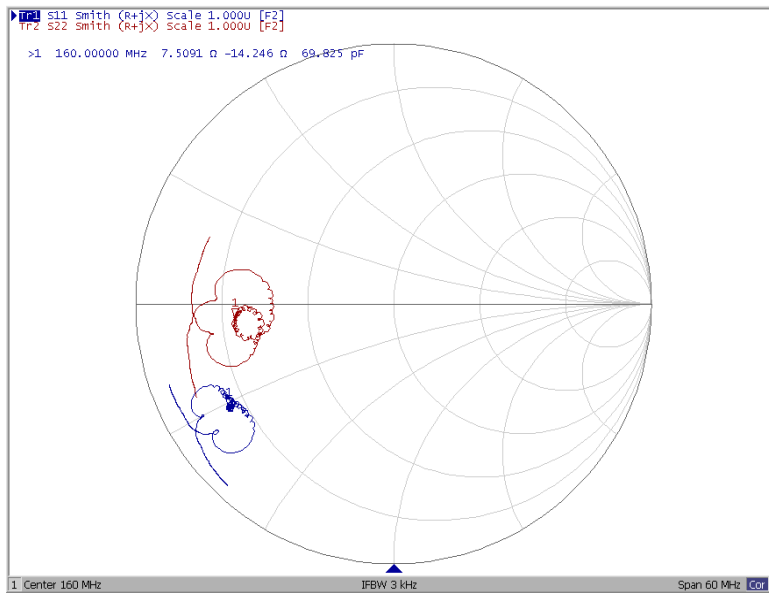 Tr1 S11 Smith (R+jX) Scale 1.000U [F2]
Tr2 S22 Smith (R+jX) Scale 1.000U [F2]
>1 160.00000 MHz 7.5091 Ω -14.246 Ω 69.825 pF
1
1
1 Center 160 MHz IFBW 3 kHz Span 60 MHz Cor